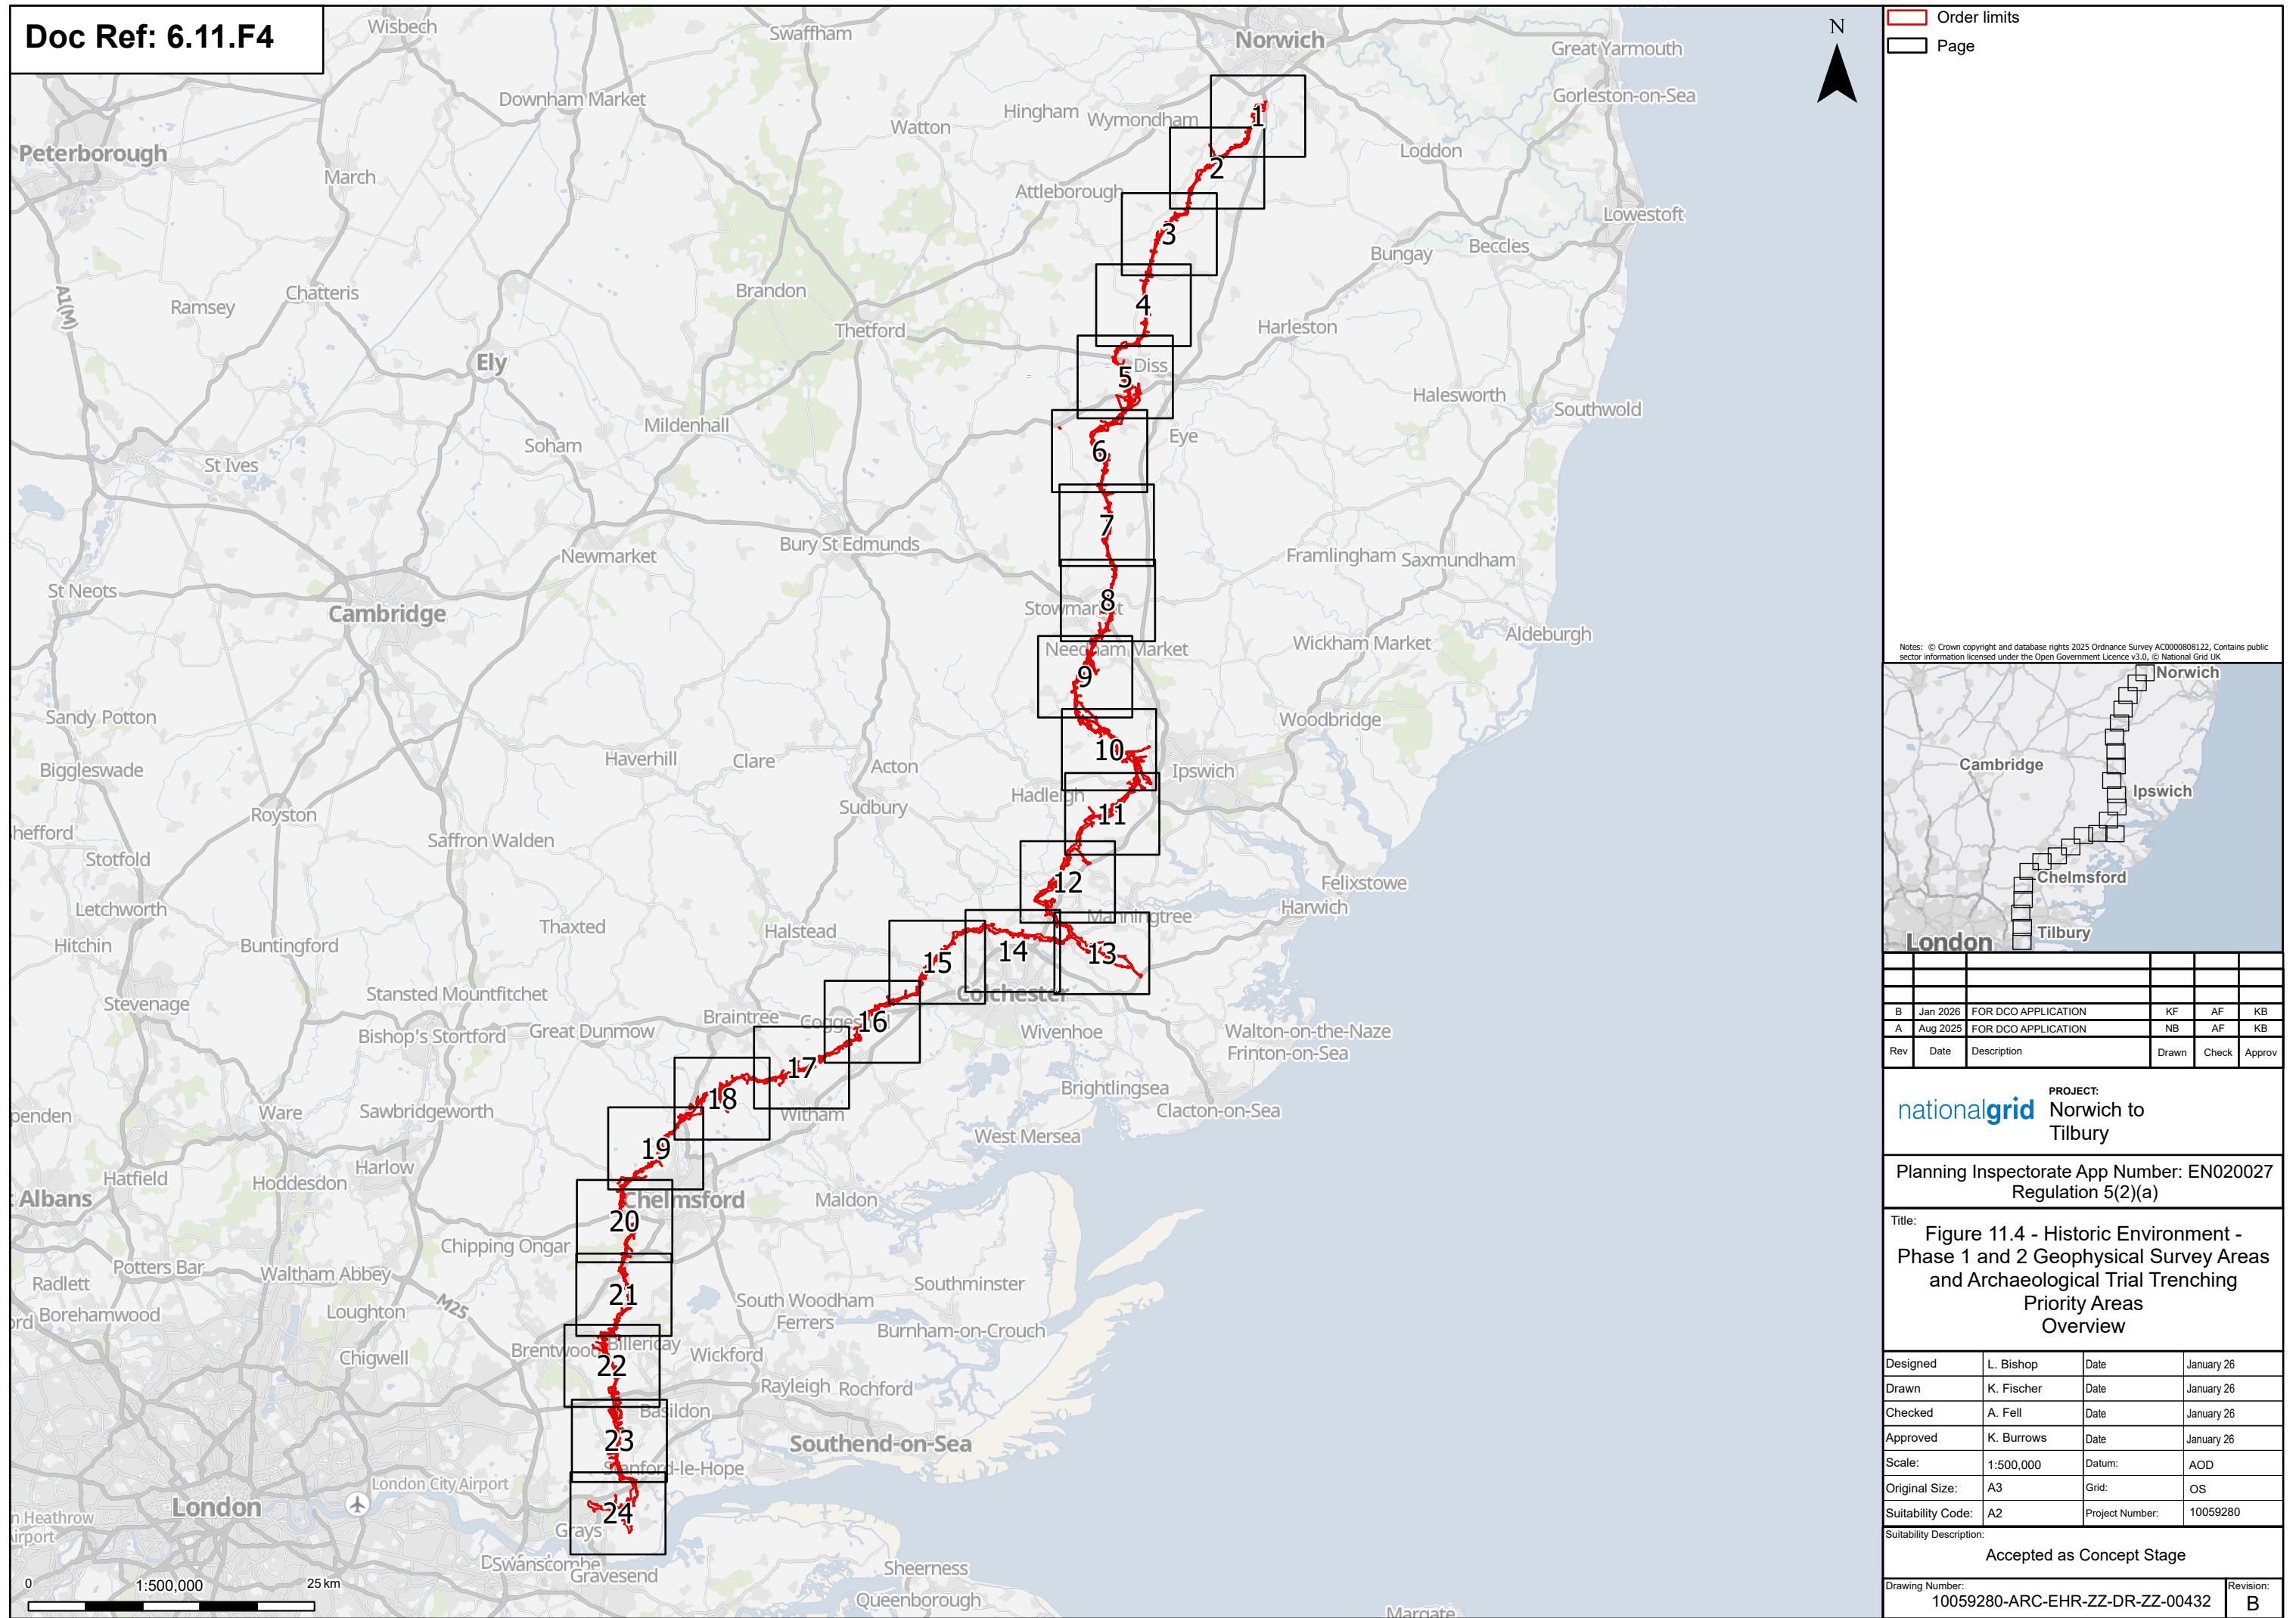 Doc Ref: 6.11.F4
Wisbech
Swaffham
Norwich
Great Yarmouth
N
Downham Market
Gorleston-on-Sea
Hingham
Wymondham
Watton
1
Peterborough
Loddon
March
2
Attleborough
Lowestoft
3
Bungay
Beccles
A1(M)
Ramsey
Chatteris
Brandon
4
Harleston
Thetford
Ely
Diss
5
Halesworth
Southwold
Mildenhall
Soham
Eye
6
St Ives
7
Newmarket
Bury St Edmunds
Framlingham
Saxmundham
St Neots
Cambridge
8
Stowmarket
Wickham Market
Aldeburgh
Needham Market
9
Sandy Potton
Woodbridge
10
Haverhill
Clare
Acton
Ipswich
Biggleswade
Hadleigh
Sudbury
11
Royston
hefford
Saffron Walden
Stotfold
12
Felixstowe
Letchworth
Harwich
Manningtree
Thaxted
Halstead
Hitchin
Buntingford
13
14
15
Stansted Mountfitchet
Colchester
Stevenage
Braintree
16
Bishop's Stortford
Great Dunmow
Wivenhoe
Walton-on-the-Naze
Frinton-on-Sea
17
Brightlingsea
18
penden
Ware
Sawbridgeworth
Witham
Clacton-on-Sea
West Mersea
19
Harlow
Hatfield
Hoddesdon
Albans
Chelmsford
Maldon
20
Chipping Ongar
Potters Bar
Waltham Abbey
Radlett
Southminster
21
M25
South Woodham
Ferrers
Borehamwood
Loughton
Burnham-on-Crouch
Brentwood
Billericay
Chigwell
Wickford
22
Rayleigh
Rochford
Basildon
23
Southend-on-Sea
Stanford-le-Hope
London City Airport
London
24
n Heathrow
Airport
Grays
Swanscombe
Gravesend
Sheerness
Queenborough
Margate
0
1:500,000
25 km
Order limits
Page
Notes: © Crown copyright and database rights 2025 Ordnance Survey AC0000808122, Contains public
sector information licensed under the Open Government Licence v3.0, © National Grid UK
Norwich
Cambridge
Ipswich
Chelmsford
Tilbury
London
B Jan 2026 FOR DCO APPLICATION KF AF KB
A Aug 2025 FOR DCO APPLICATION NB AF KB
Rev Date Description Drawn Check Approv
nationalgrid
PROJECT:
Norwich to
Tilbury
Planning Inspectorate App Number: EN020027
Regulation 5(2)(a)
Title:
Figure 11.4 - Historic Environment -
Phase 1 and 2 Geophysical Survey Areas
and Archaeological Trial Trenching
Priority Areas
Overview
Designed L. Bishop Date January 26
Drawn K. Fischer Date January 26
Checked A. Fell Date January 26
Approved K. Burrows Date January 26
Scale: 1:500,000 Datum: AOD
Original Size: A3 Grid: OS
Suitability Code: A2 Project Number: 10059280
Suitability Description:
Accepted as Concept Stage
Drawing Number:
10059280-ARC-EHR-ZZ-DR-ZZ-00432
Revision:
B